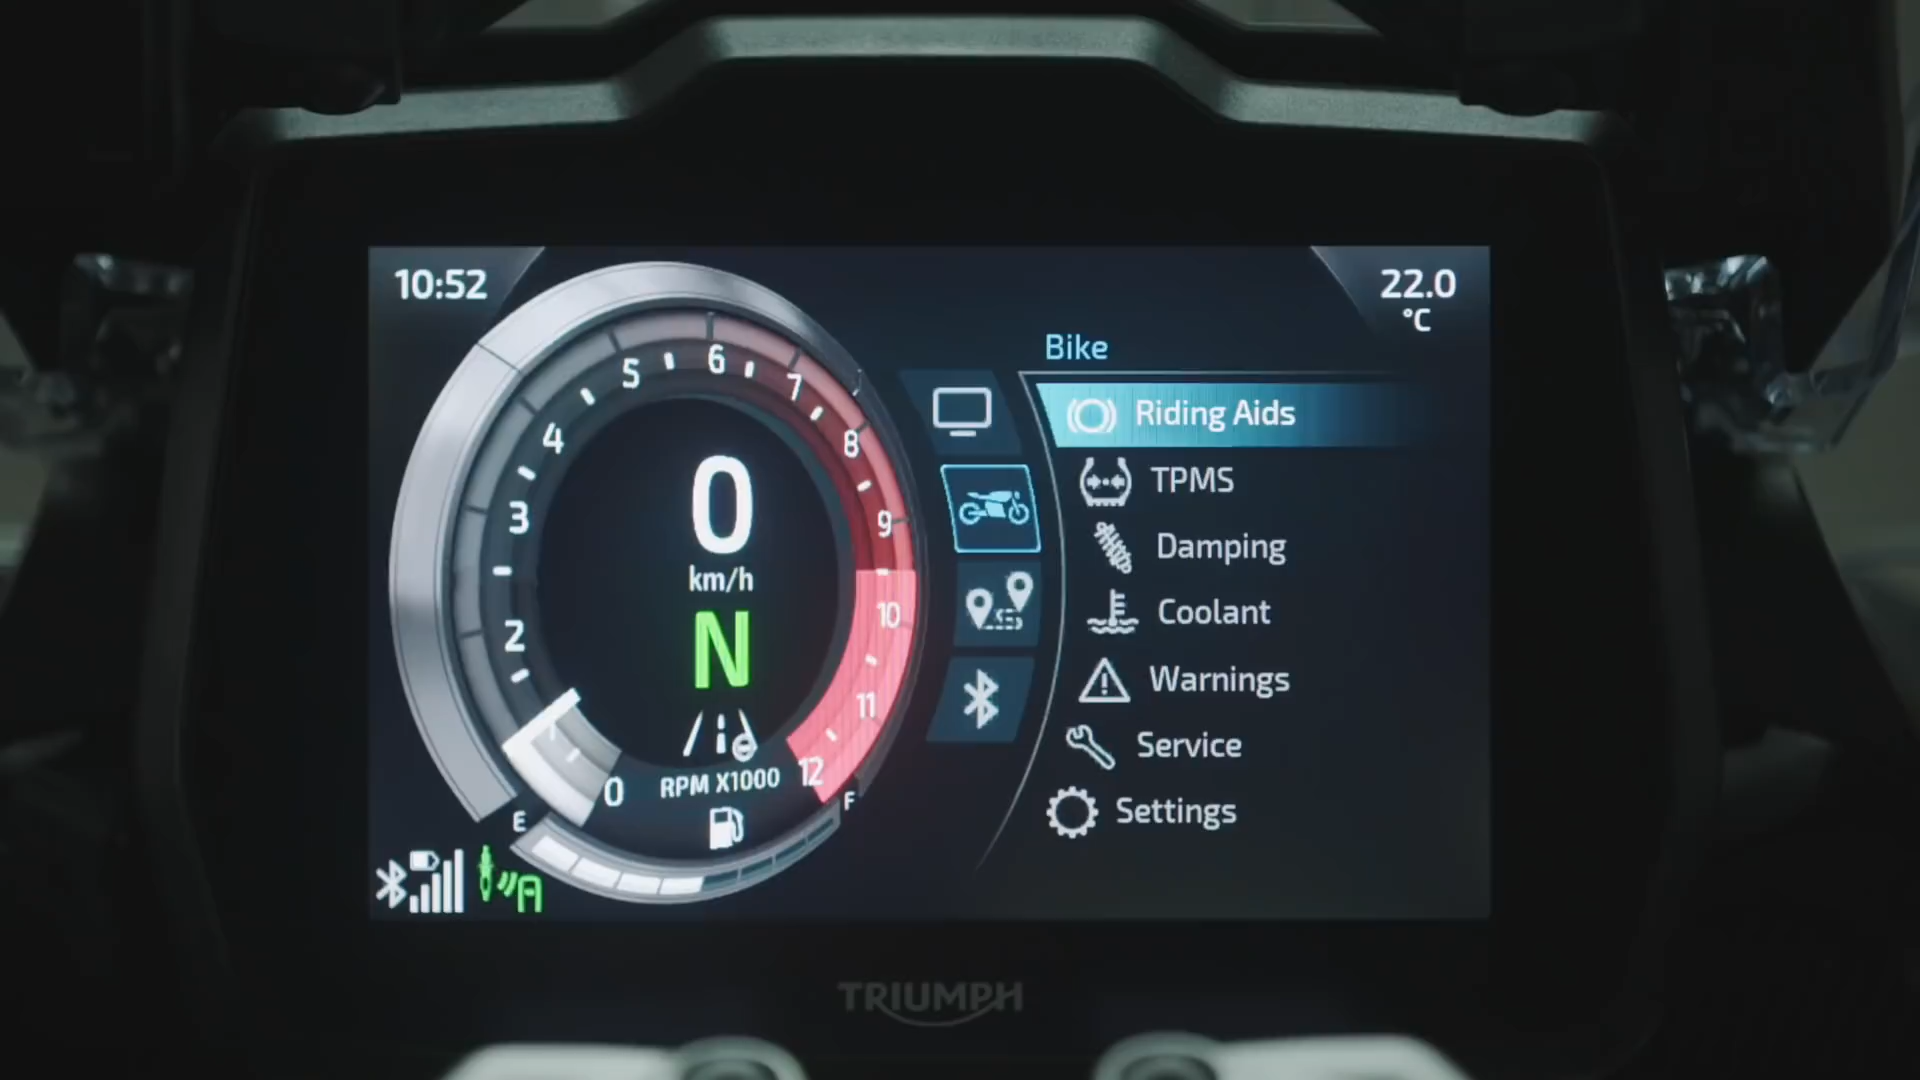 10:52
22.0
°C
Bike
Riding Aids
TPMS
Damping
Coolant
Warnings
Service
Settings
0
2
3
4
5
6
7
8
9
10
11
12
0
km/h
N
RPM X1000
E
F
A
TRIUMPH